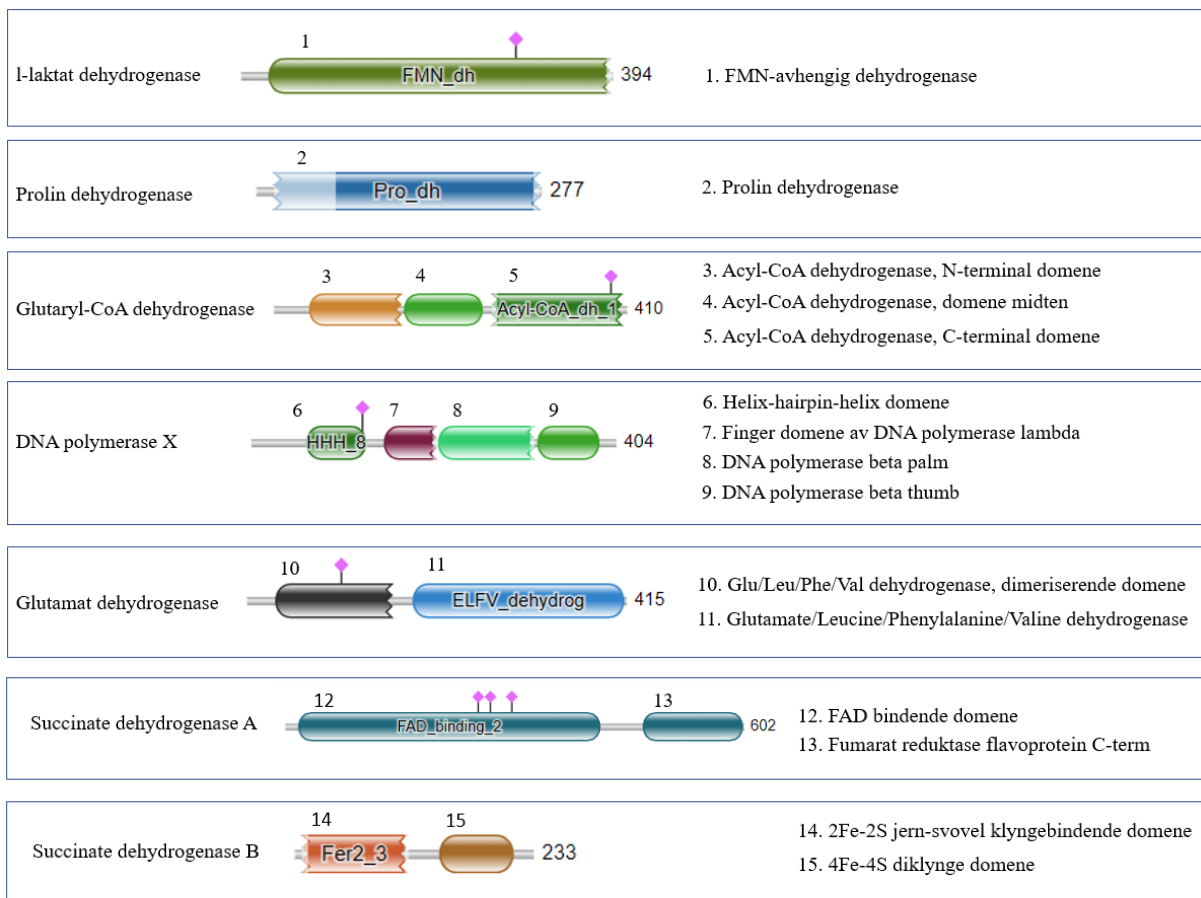 1
l-laktat dehydrogenase
FMN_dh
394
1. FMN-avhengig dehydrogenase
2
Prolin dehydrogenase
Pro_dh
277
2. Prolin dehydrogenase
3 4 5
Glutaryl-CoA dehydrogenase
Acyl-CoA_dh_1
410
3. Acyl-CoA dehydrogenase, N-terminal domene
4. Acyl-CoA dehydrogenase, domene midten
5. Acyl-CoA dehydrogenase, C-terminal domene
6 7 8 9
DNA polymerase X
HHH_8
404
6. Helix-hairpin-helix domene
7. Finger domene av DNA polymerase lambda
8. DNA polymerase beta palm
9. DNA polymerase beta thumb
10 11
Glutamat dehydrogenase
ELFV_dehydrog
415
10. Glu/Leu/Phe/Val dehydrogenase, dimeriserende domene
11. Glutamate/Leucine/Phenylalanine/Valine dehydrogenase
12 13
Succinate dehydrogenase A
FAD_binding_2
602
12. FAD bindende domene
13. Fumarat reduktase flavoprotein C-term
14 15
Succinate dehydrogenase B
Fer2_3
233
14. 2Fe-2S jern-svovel klyngebindende domene
15. 4Fe-4S diklynge domene